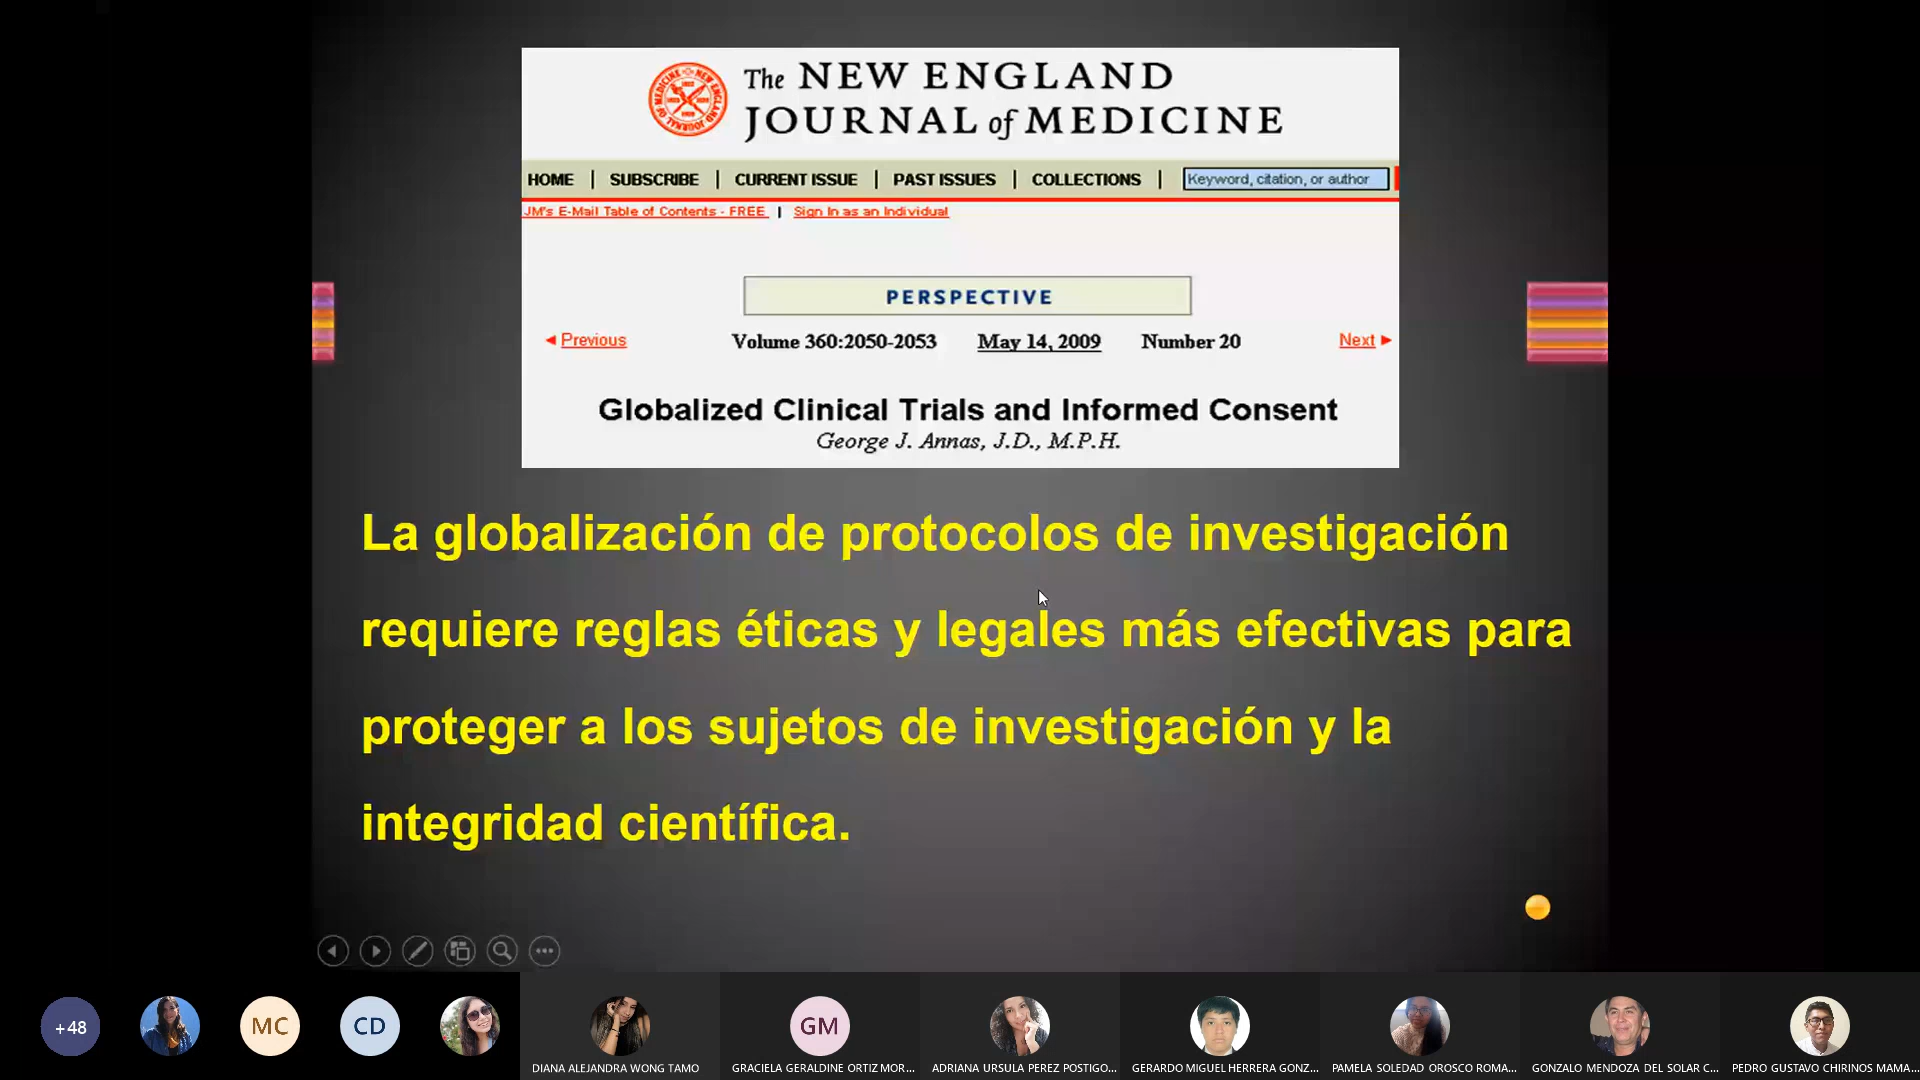 The NEW ENGLAND
JOURNAL of MEDICINE
HOME | SUBSCRIBE | CURRENT ISSUE | PAST ISSUES | COLLECTIONS | Keyword, citation, or author
JM's E-Mail Table of Contents - FREE | Sign In as an Individual
PERSPECTIVE
◄ Previous Volume 360:2050-2053 May 14, 2009 Number 20 Next ►
Globalized Clinical Trials and Informed Consent
George J. Annas, J.D., M.P.H.
La globalización de protocolos de investigación
requiere reglas éticas y legales más efectivas para
proteger a los sujetos de investigación y la
integridad científica.
+48 MC CD GM
DIANA ALEJANDRA WONG TAMO GRACIELA GERALDINE ORTIZ MOR... ADRIANA URSULA PEREZ POSTIGO... GERARDO MIGUEL HERRERA GONZ... PAMELA SOLEDAD OROSCO ROMA... GONZALO MENDOZA DEL SOLAR C... PEDRO GUSTAVO CHIRINOS MAMA...